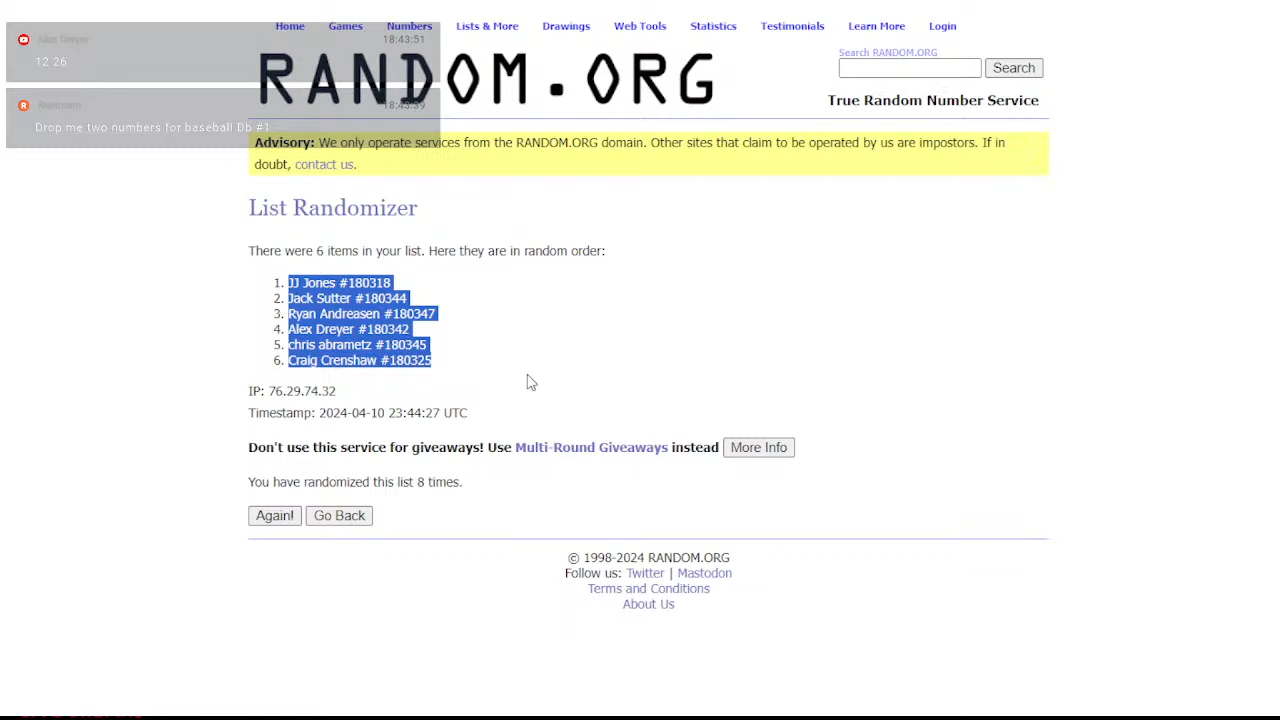 Home Games Numbers Lists & More Drawings Web Tools Statistics Testimonials Learn More Login
Alex Dreyer 18:43:51
12 26
18:43:39
Drop me two numbers for baseball Db #1
RANDOM.ORG
Search RANDOM.ORG
Search
True Random Number Service
Advisory: We only operate services from the RANDOM.ORG domain. Other sites that claim to be operated by us are impostors. If in
doubt, contact us.
List Randomizer
There were 6 items in your list. Here they are in random order:
1. JJ Jones #180318
2. Jack Sutter #180344
3. Ryan Andreasen #180347
4. Alex Dreyer #180342
5. chris abrametz #180345
6. Craig Crenshaw #180325
IP: 76.29.74.32
Timestamp: 2024-04-10 23:44:27 UTC
Don't use this service for giveaways! Use Multi-Round Giveaways instead More Info
You have randomized this list 8 times.
Again! Go Back
© 1998-2024 RANDOM.ORG
Follow us: Twitter | Mastodon
Terms and Conditions
About Us